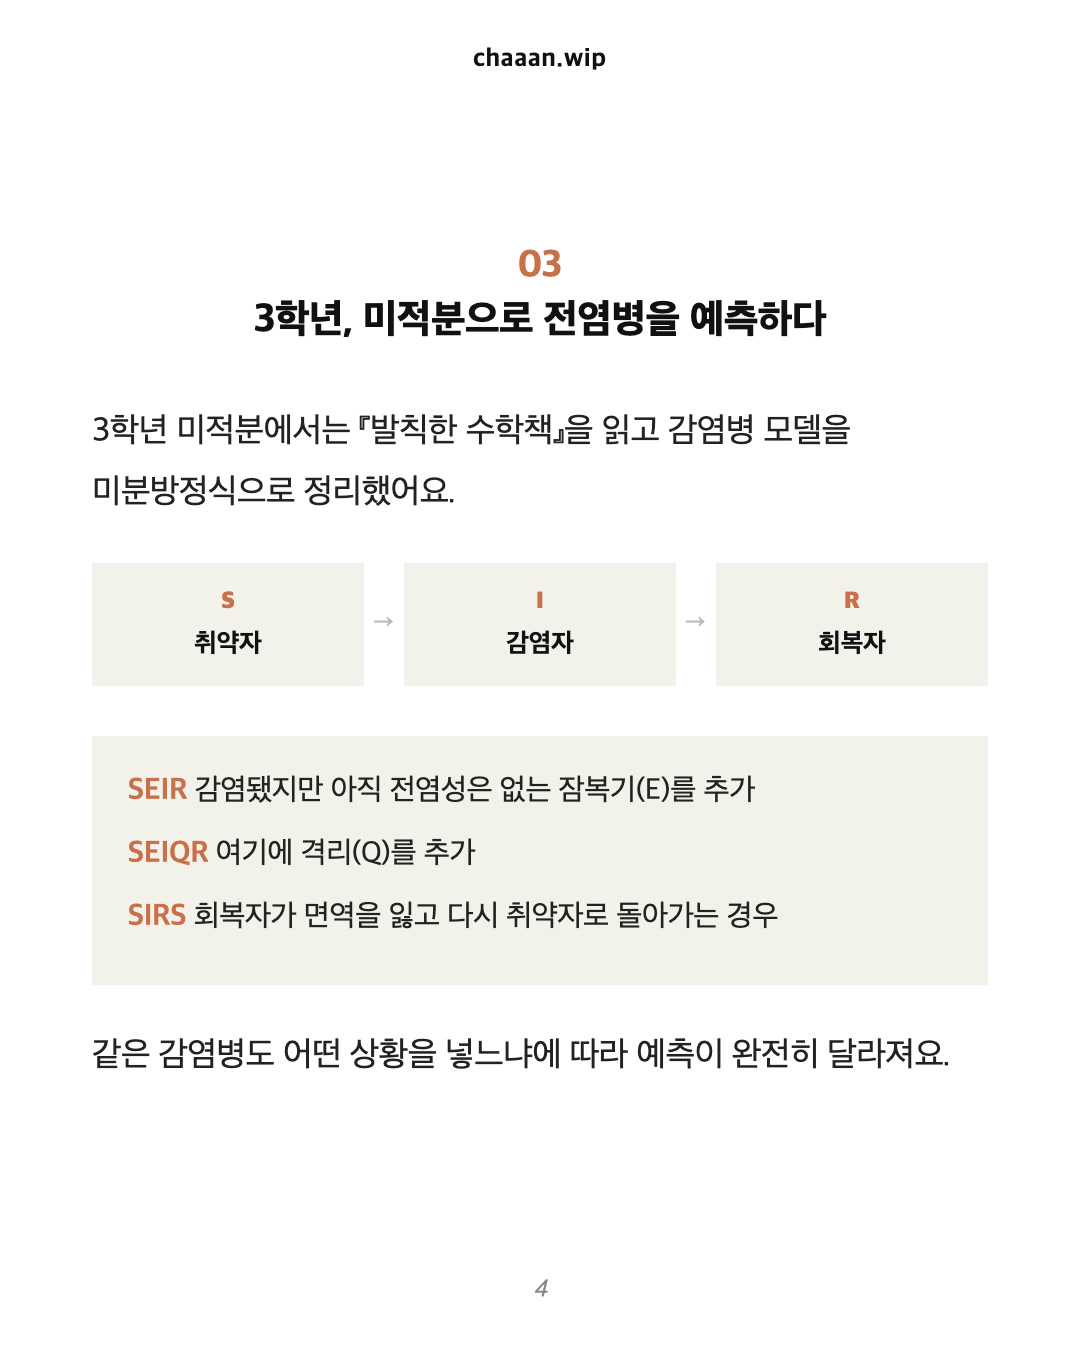 chaaan.wip
03
3학년, 미적분으로 전염병을 예측하다
3학년 미적분에서는 『발칙한 수학책』을 읽고 감염병 모델을
미분방정식으로 정리했어요.
S → I → R
취약자 감염자 회복자
SEIR 감염됐지만 아직 전염성은 없는 잠복기(E)를 추가
SEIQR 여기에 격리(Q)를 추가
SIRS 회복자가 면역을 잃고 다시 취약자로 돌아가는 경우
같은 감염병도 어떤 상황을 넣느냐에 따라 예측이 완전히 달라져요.
4